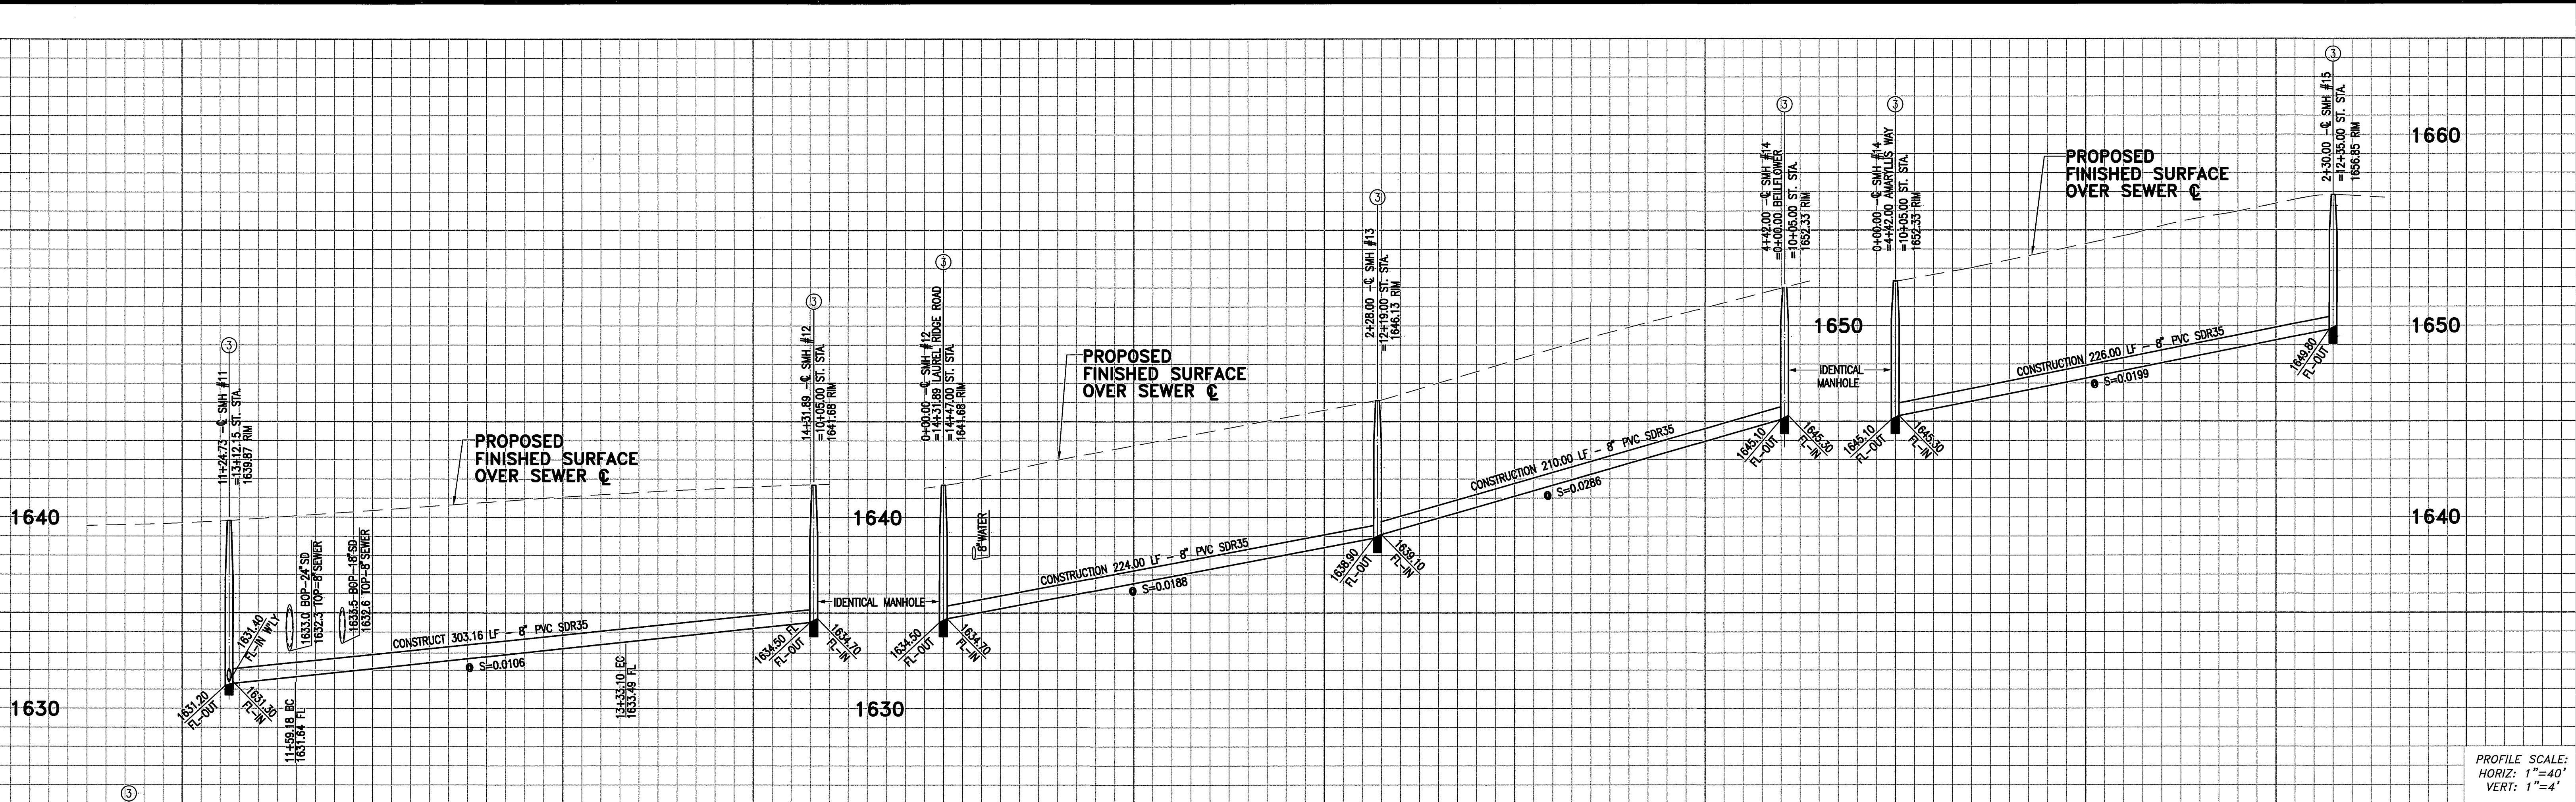 3
11+24.73 -℄ SMH #11
=13+12.15 ST. STA.
1639.87 RIM
PROPOSED
FINISHED SURFACE
OVER SEWER ℄
1640
1630
1631.20
FL-OUT
1631.30
FL-IN
1631.40
FL-IN W'LY
11+59.18 BC
1631.64 FL
1633.0 BOP-24"SD
1632.3 TOP-8"SEWER
1633.5 BOP-18"SD
1632.6 TOP-8"SEWER
CONSTRUCT 303.16 LF - 8" PVC SDR35
@ S=0.0106
13+33.10 EC
1633.49 FL
3
3
14+31.89 -℄ SMH #12
=10+05.00 ST. STA.
1641.68 RIM
1634.50 FL
FL-OUT
1634.70
FL-IN
IDENTICAL MANHOLE
1640
1630
3
0+00.00 -℄ SMH #12
=14+31.89 LAUREL RIDGE ROAD
=14+47.00 ST. STA.
1641.68 RIM
1634.50
FL-OUT
1634.70
FL-IN
8"WATER
PROPOSED
FINISHED SURFACE
OVER SEWER ℄
CONSTRUCTION 224.00 LF - 8" PVC SDR35
@ S=0.0188
3
2+28.00 -℄ SMH #13
=12+19.00 ST. STA.
1646.13 RIM
1638.90
FL-OUT
1639.10
FL-IN
CONSTRUCTION 210.00 LF - 8" PVC SDR35
@ S=0.0286
3
4+42.00 -℄ SMH #14
=0+00.00 BELLFLOWER
=10+05.00 ST. STA.
1652.33 RIM
1645.10
FL-OUT
1645.30
FL-IN
1650
IDENTICAL
MANHOLE
3
0+00.00 -℄ SMH #14
=4+42.00 AMARYLLIS WAY
=10+05.00 ST. STA.
1652.33 RIM
1645.10
FL-OUT
1645.30
FL-IN
PROPOSED
FINISHED SURFACE
OVER SEWER ℄
CONSTRUCTION 226.00 LF - 8" PVC SDR35
@ S=0.0199
3
2+30.00 -℄ SMH #15
=12+35.00 ST. STA.
1656.85 RIM
1649.80
FL-OUT
1660
1650
1640
PROFILE SCALE:
HORIZ: 1"=40'
VERT: 1"=4'